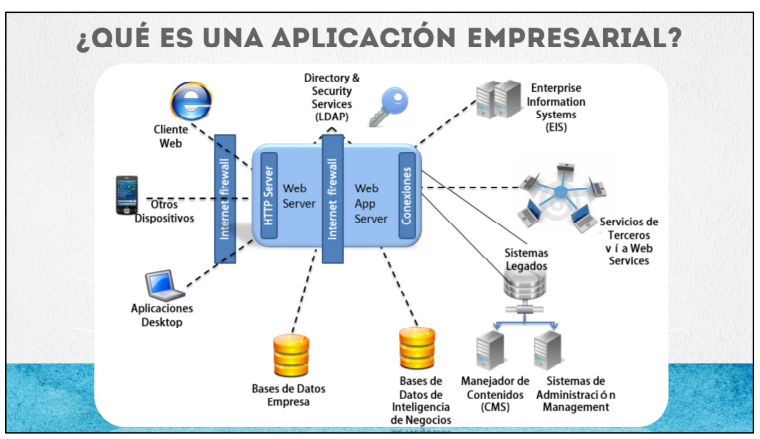 ¿QUÉ ES UNA APLICACIÓN EMPRESARIAL?
Directory &
Security
Services
(LDAP)
Enterprise
Information
Systems
(EIS)
Cliente
Web
Internet firewall
HTTP Server
Web
Server
Internet firewall
Web
App
Server
Conexiones
Otros
Dispositivos
Servicios de
Terceros
v í a Web
Services
Sistemas
Legados
Aplicaciones
Desktop
Bases de Datos
Empresa
Bases de
Datos de
Inteligencia
de Negocios
Manejador de
Contenidos
(CMS)
Sistemas de
Administraci ó n
Management